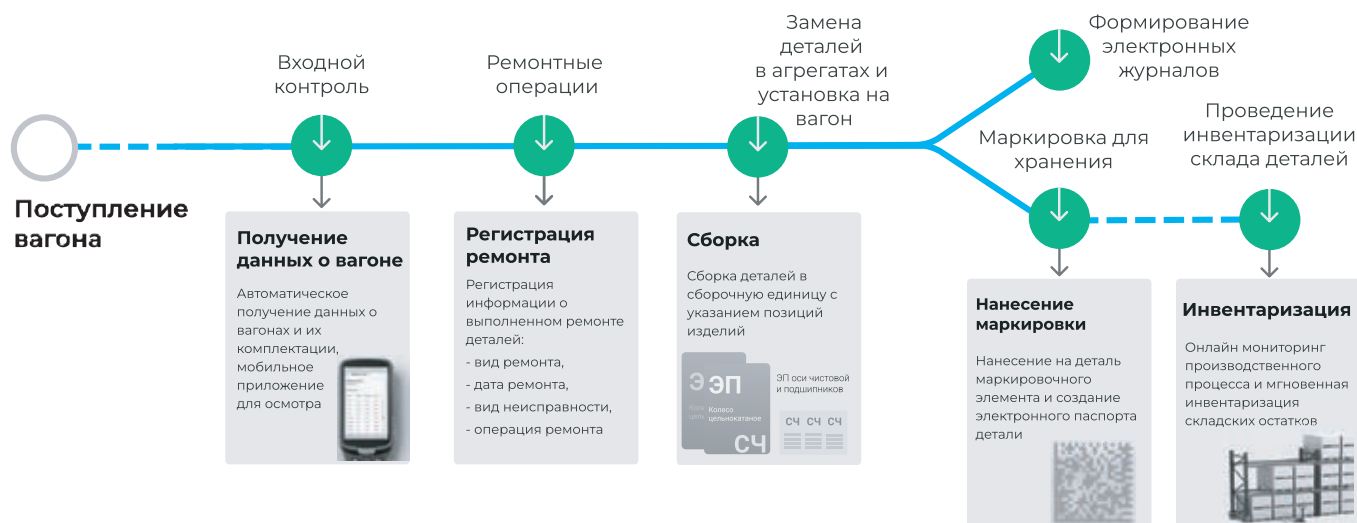 Поступление
вагона
Входной
контроль
Получение
данных о вагоне
Автоматическое
получение данных о
вагонах и их
комплектации,
мобильное
приложение
для осмотра
Ремонтные
операции
Регистрация
ремонта
Регистрация
информации о
выполненном ремонте
деталей:
- вид ремонта,
- дата ремонта,
- вид неисправности,
- операция ремонта
Замена
деталей
в агрегатах и
установка на
вагон
Сборка
Сборка деталей в
сборочную единицу с
указанием позиций
изделий
Э ЭП
Колесо
цельнокатаное
СЧ
ЭП оси чистовой
и подшипников
СЧ СЧ СЧ
Формирование
электронных
журналов
Маркировка для
хранения
Нанесение
маркировки
Нанесение на деталь
маркировочного
элемента и создание
электронного паспорта
детали
Проведение
инвентаризации
склада деталей
Инвентаризация
Онлайн мониторинг
производственного
процесса и мгновенная
инвентаризация
складских остатков